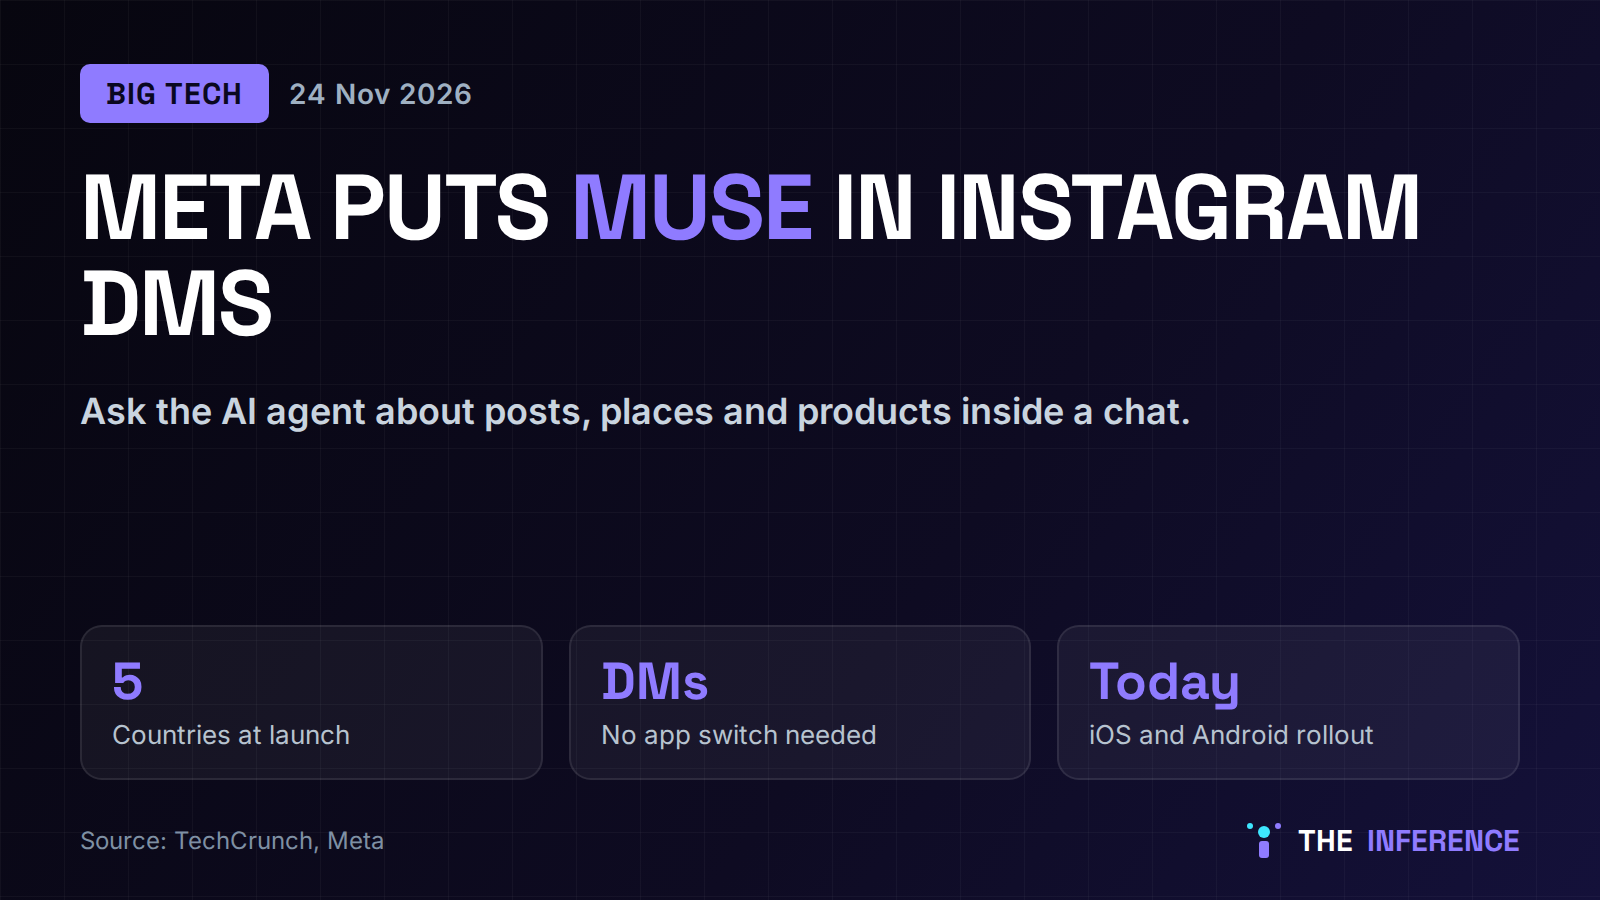 BIG TECH
24 Nov 2026
META PUTS MUSE IN INSTAGRAM
DMS
Ask the AI agent about posts, places and products inside a chat.
5
Countries at launch
DMs
No app switch needed
Today
iOS and Android rollout
Source: TechCrunch, Meta
THE INFERENCE